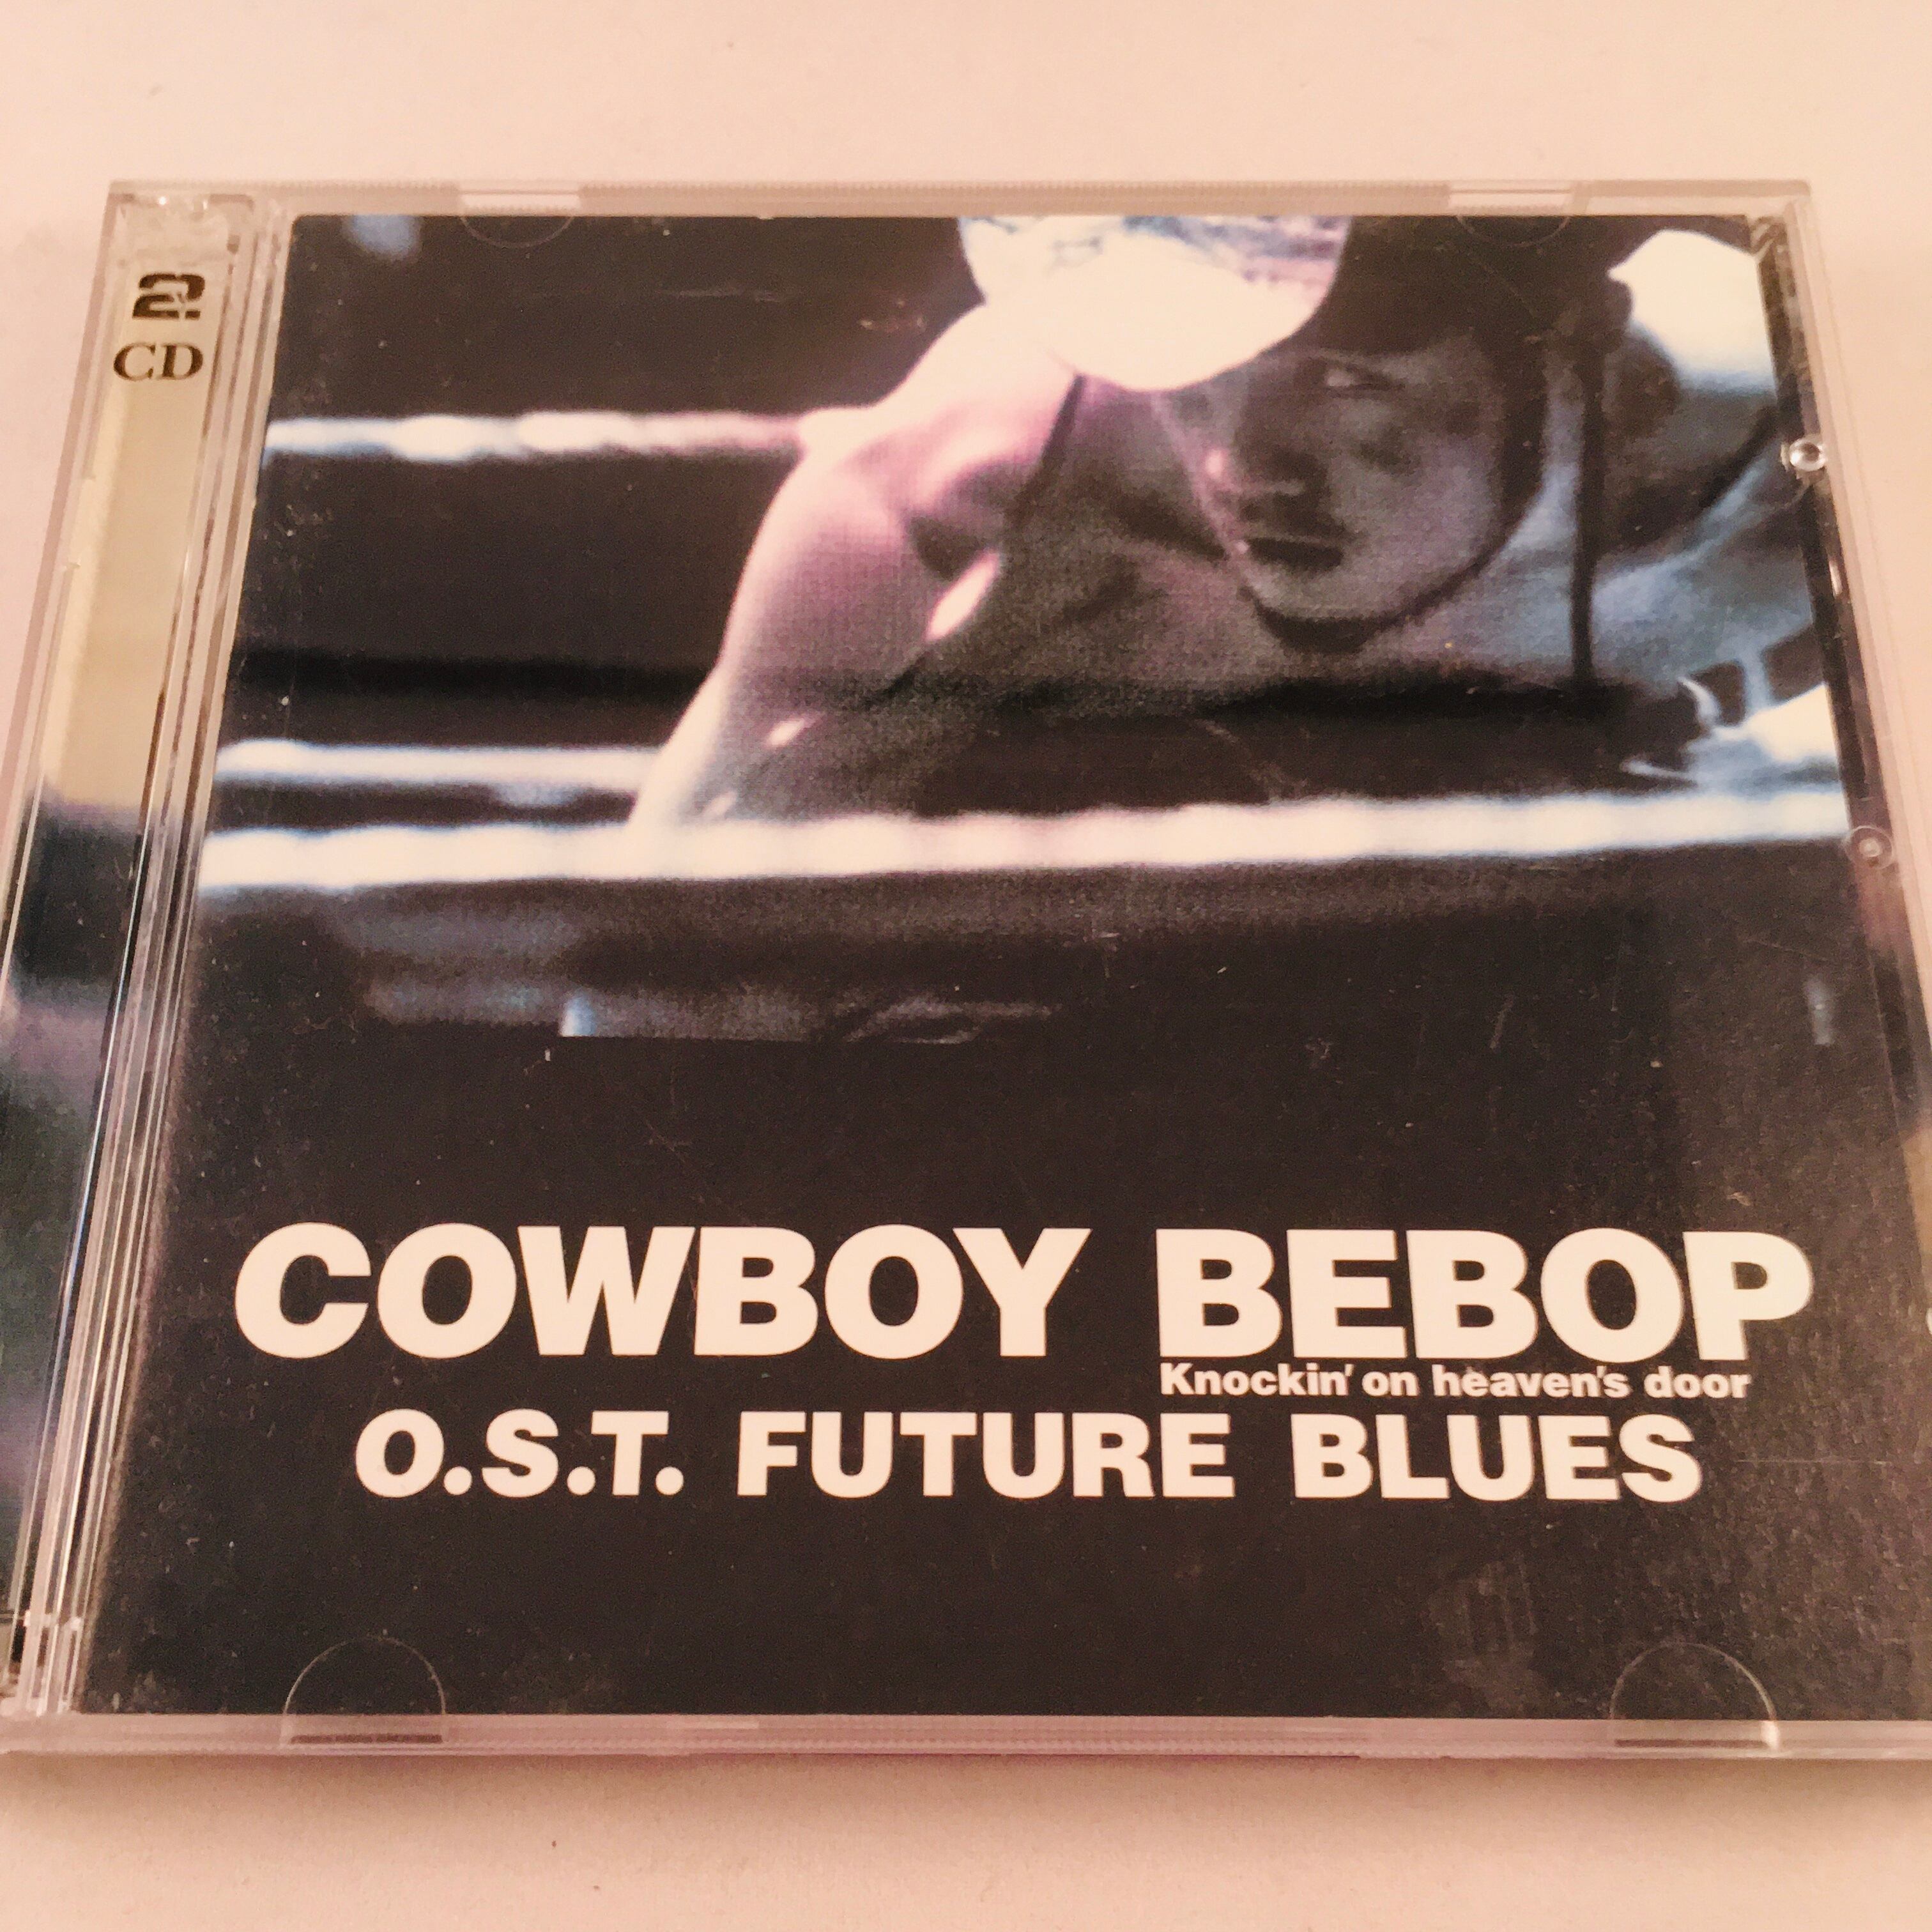 2
CD
COWBOY BEBOP
Knockin' on heaven's door
O.S.T. FUTURE BLUES